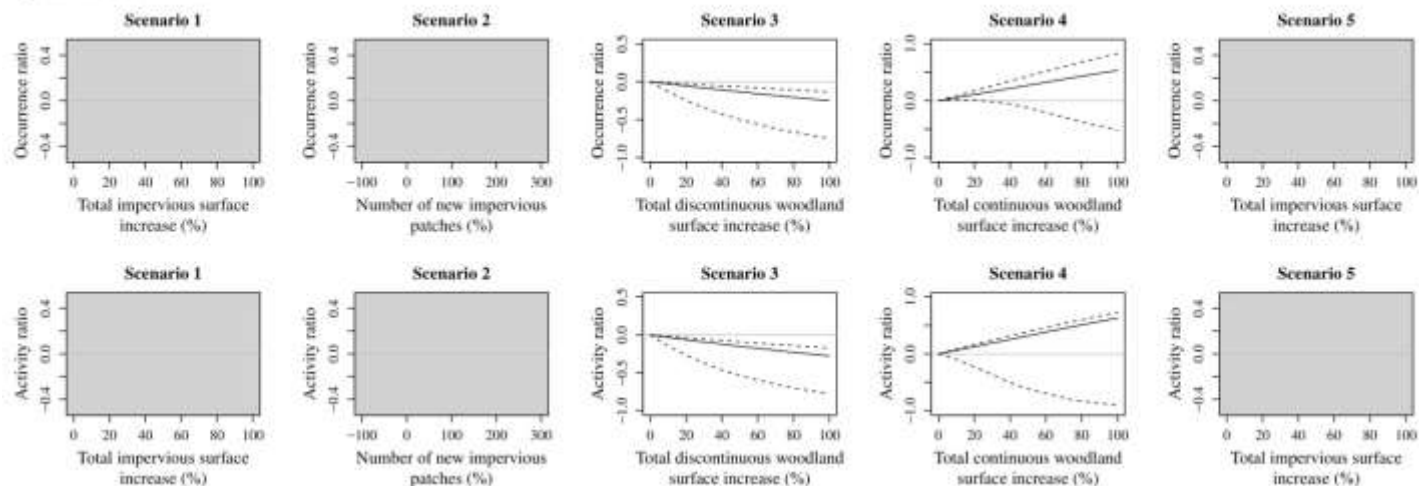 Scenario 1 Scenario 2 Scenario 3 Scenario 4 Scenario 5
Occurrence ratio Occurrence ratio Occurrence ratio Occurrence ratio Occurrence ratio
0.4 0.4 0.5 1.0 0.4
0.0 0.0 0.0 0.0 0.0
−0.4 −0.4 −0.5 −1.0 −0.4
−1.0
0 20 40 60 80 100 −100 0 100 200 300 0 20 40 60 80 100 0 20 40 60 80 100 0 20 40 60 80 100
Total impervious surface Number of new impervious Total discontinuous woodland Total continuous woodland Total impervious surface
increase (%) patches (%) surface increase (%) surface increase (%) increase (%)
Scenario 1 Scenario 2 Scenario 3 Scenario 4 Scenario 5
Activity ratio Activity ratio Activity ratio Activity ratio Activity ratio
0.4 0.4 0.5 1.0 0.4
0.0 0.0 0.0 0.0 0.0
−0.4 −0.4 −0.5 −1.0 −0.4
−1.0
0 20 40 60 80 100 −100 0 100 200 300 0 20 40 60 80 100 0 20 40 60 80 100 0 20 40 60 80 100
Total impervious surface Number of new impervious Total discontinuous woodland Total continuous woodland Total impervious surface
increase (%) patches (%) surface increase (%) surface increase (%) increase (%)